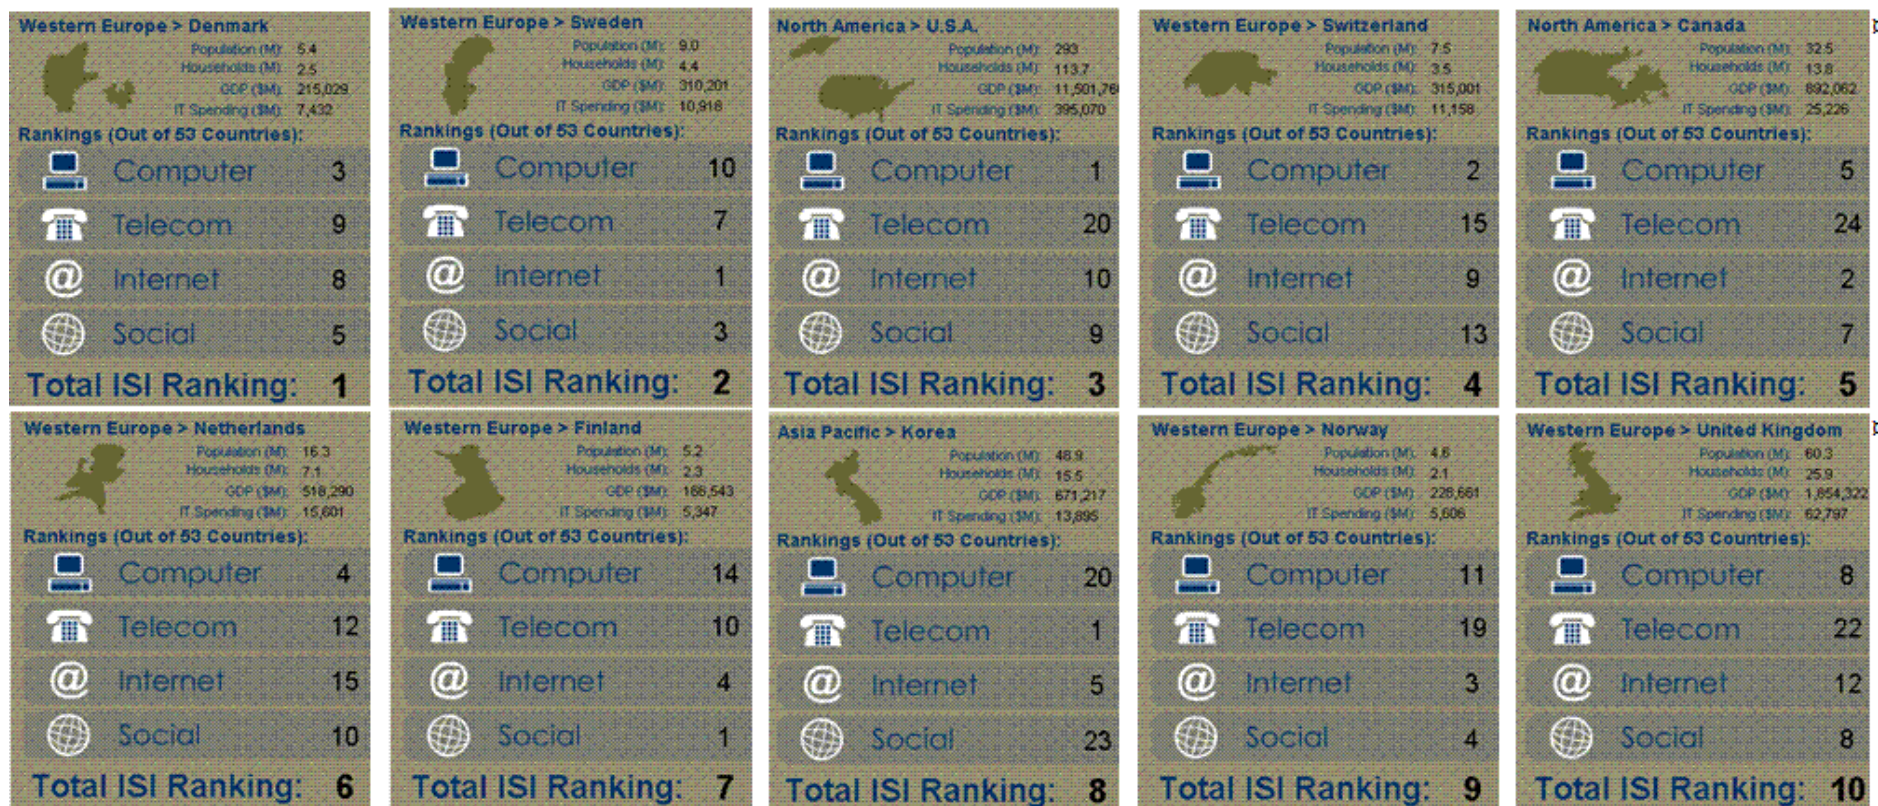 Western Europe > Denmark
Population (M): 5.4
Households (M): 2.5
GDP ($M): 215,029
IT Spending ($M): 7,432
Rankings (Out of 53 Countries):
Computer 3
Telecom 9
@ Internet 8
Social 5
Total ISI Ranking: 1
Western Europe > Sweden
Population (M): 9.0
Households (M): 4.4
GDP ($M): 310,201
IT Spending ($M): 10,918
Rankings (Out of 53 Countries):
Computer 10
Telecom 7
@ Internet 1
Social 3
Total ISI Ranking: 2
North America > U.S.A.
Population (M): 293
Households (M): 113.7
GDP ($M): 11,501,76
IT Spending ($M): 395,070
Rankings (Out of 53 Countries):
Computer 1
Telecom 20
@ Internet 10
Social 9
Total ISI Ranking: 3
Western Europe > Switzerland
Population (M): 7.5
Households (M): 3.5
GDP ($M): 315,001
IT Spending ($M): 11,158
Rankings (Out of 53 Countries):
Computer 2
Telecom 15
@ Internet 9
Social 13
Total ISI Ranking: 4
North America > Canada
Population (M): 32.5
Households (M): 13.8
GDP ($M): 892,062
IT Spending ($M): 25,226
Rankings (Out of 53 Countries):
Computer 5
Telecom 24
@ Internet 2
Social 7
Total ISI Ranking: 5
Western Europe > Netherlands
Population (M): 16.3
Households (M): 7.1
GDP ($M): 518,290
IT Spending ($M): 15,601
Rankings (Out of 53 Countries):
Computer 4
Telecom 12
@ Internet 15
Social 10
Total ISI Ranking: 6
Western Europe > Finland
Population (M): 5.2
Households (M): 2.3
GDP ($M):
IT Spending ($M): 5,347
Rankings (Out of 53 Countries):
Computer 14
Telecom 10
@ Internet 4
Social 1
Total ISI Ranking: 7
Asia Pacific > Korea
Population (M): 48.9
Households (M): 15.5
GDP ($M): 671,217
IT Spending ($M): 13,895
Rankings (Out of 53 Countries):
Computer 20
Telecom 1
@ Internet 5
Social 23
Total ISI Ranking: 8
Western Europe > Norway
Population (M): 4.6
Households (M): 2.1
GDP ($M):
IT Spending ($M): 5,606
Rankings (Out of 53 Countries):
Computer 11
Telecom 19
@ Internet 3
Social 4
Total ISI Ranking: 9
Western Europe > United Kingdom
Population (M): 60.3
Households (M): 25.9
GDP ($M): 1,854,322
IT Spending ($M): 62,797
Rankings (Out of 53 Countries):
Computer 8
Telecom 22
@ Internet 12
Social 8
Total ISI Ranking: 10